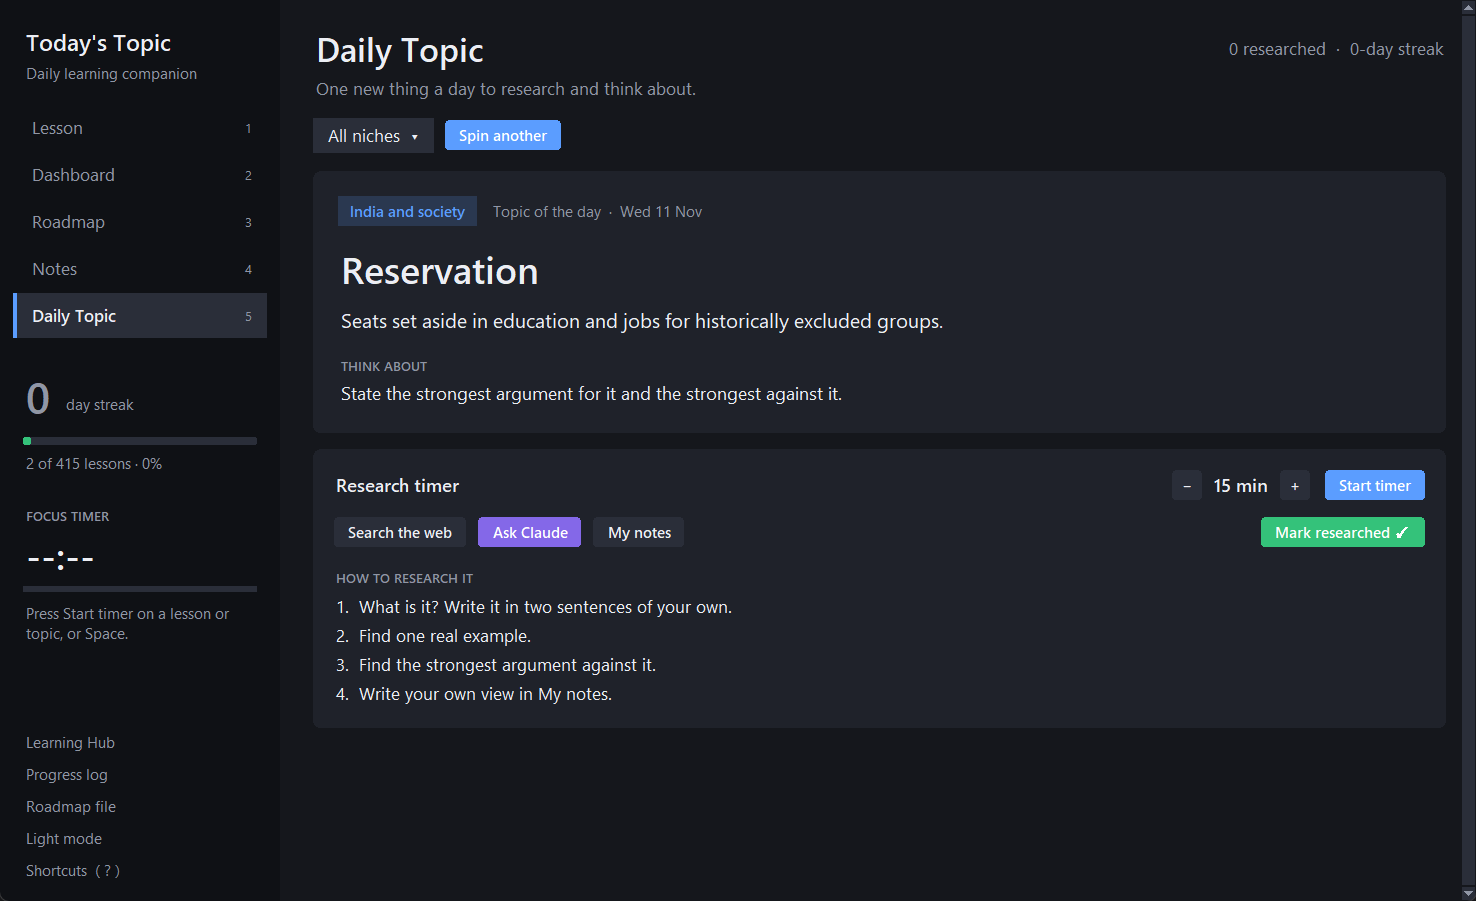 Today's Topic
Daily learning companion
Lesson 1
Dashboard 2
Roadmap 3
Notes 4
Daily Topic 5
0 day streak
2 of 415 lessons · 0%
FOCUS TIMER
--:--
Press Start timer on a lesson or
topic, or Space.
Learning Hub
Progress log
Roadmap file
Light mode
Shortcuts ( ? )
Daily Topic
0 researched · 0-day streak
One new thing a day to research and think about.
All niches ▾
Spin another
India and society
Topic of the day · Wed 11 Nov
Reservation
Seats set aside in education and jobs for historically excluded groups.
THINK ABOUT
State the strongest argument for it and the strongest against it.
Research timer
− 15 min +
Start timer
Search the web
Ask Claude
My notes
Mark researched ✓
HOW TO RESEARCH IT
1. What is it? Write it in two sentences of your own.
2. Find one real example.
3. Find the strongest argument against it.
4. Write your own view in My notes.